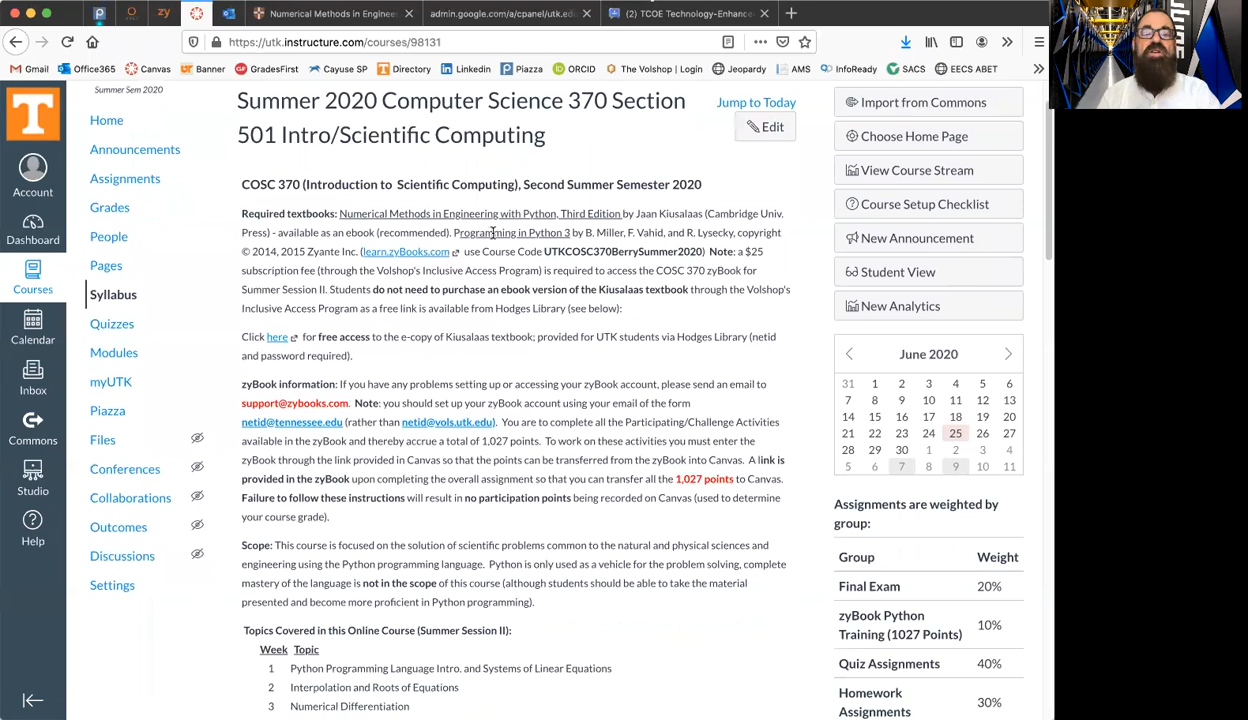 zy
Numerical Methods in Enginee
admin.google.com/a/cpanel/utk.edu
(2) TCOE Technology-Enhance
https://utk.instructure.com/courses/98131
Gmail
Office365
Canvas
Banner
GradesFirst
Cayuse SP
Directory
Linkedin
Piazza
ORCID
The Volshop | Login
Jeopardy
AMS
InfoReady
SACS
EECS ABET
T
Account
Dashboard
Courses
Calendar
Inbox
Commons
Studio
Help
Summer Sem 2020
Home
Announcements
Assignments
Grades
People
Pages
Syllabus
Quizzes
Modules
myUTK
Piazza
Files
Conferences
Collaborations
Outcomes
Discussions
Settings
Summer 2020 Computer Science 370 Section
501 Intro/Scientific Computing
Jump to Today
Edit
COSC 370 (Introduction to Scientific Computing), Second Summer Semester 2020
Required textbooks: Numerical Methods in Engineering with Python, Third Edition by Jaan Kiusalaas (Cambridge Univ.
Press) - available as an ebook (recommended). Programming in Python 3 by B. Miller, F. Vahid, and R. Lysecky, copyright
© 2014, 2015 Zyante Inc. (learn.zyBooks.com use Course Code UTKCOSC370BerrySummer2020) Note: a $25
subscription fee (through the Volshop's Inclusive Access Program) is required to access the COSC 370 zyBook for
Summer Session II. Students do not need to purchase an ebook version of the Kiusalaas textbook through the Volshop's
Inclusive Access Program as a free link is available from Hodges Library (see below):
Click here for free access to the e-copy of Kiusalaas textbook; provided for UTK students via Hodges Library (netid
and password required).
zyBook information: If you have any problems setting up or accessing your zyBook account, please send an email to
support@zybooks.com. Note: you should set up your zyBook account using your email of the form
netid@tennessee.edu (rather than netid@vols.utk.edu). You are to complete all the Participating/Challenge Activities
available in the zyBook and thereby accrue a total of 1,027 points. To work on these activities you must enter the
zyBook through the link provided in Canvas so that the points can be transferred from the zyBook into Canvas. A link is
provided in the zyBook upon completing the overall assignment so that you can transfer all the 1,027 points to Canvas.
Failure to follow these instructions will result in no participation points being recorded on Canvas (used to determine
your course grade).
Scope: This course is focused on the solution of scientific problems common to the natural and physical sciences and
engineering using the Python programming language. Python is only used as a vehicle for the problem solving, complete
mastery of the language is not in the scope of this course (although students should be able to take the material
presented and become more proficient in Python programming).
Topics Covered in this Online Course (Summer Session II):
Week Topic
1 Python Programming Language Intro. and Systems of Linear Equations
2 Interpolation and Roots of Equations
3 Numerical Differentiation
Import from Commons
Choose Home Page
View Course Stream
Course Setup Checklist
New Announcement
Student View
New Analytics
June 2020
31 1 2 3 4 5 6
7 8 9 10 11 12 13
14 15 16 17 18 19 20
21 22 23 24 25 26 27
28 29 30 1 2 3 4
5 6 7 8 9 10 11
Assignments are weighted by
group:
Group Weight
Final Exam 20%
zyBook Python
Training (1027 Points) 10%
Quiz Assignments 40%
Homework
Assignments 30%